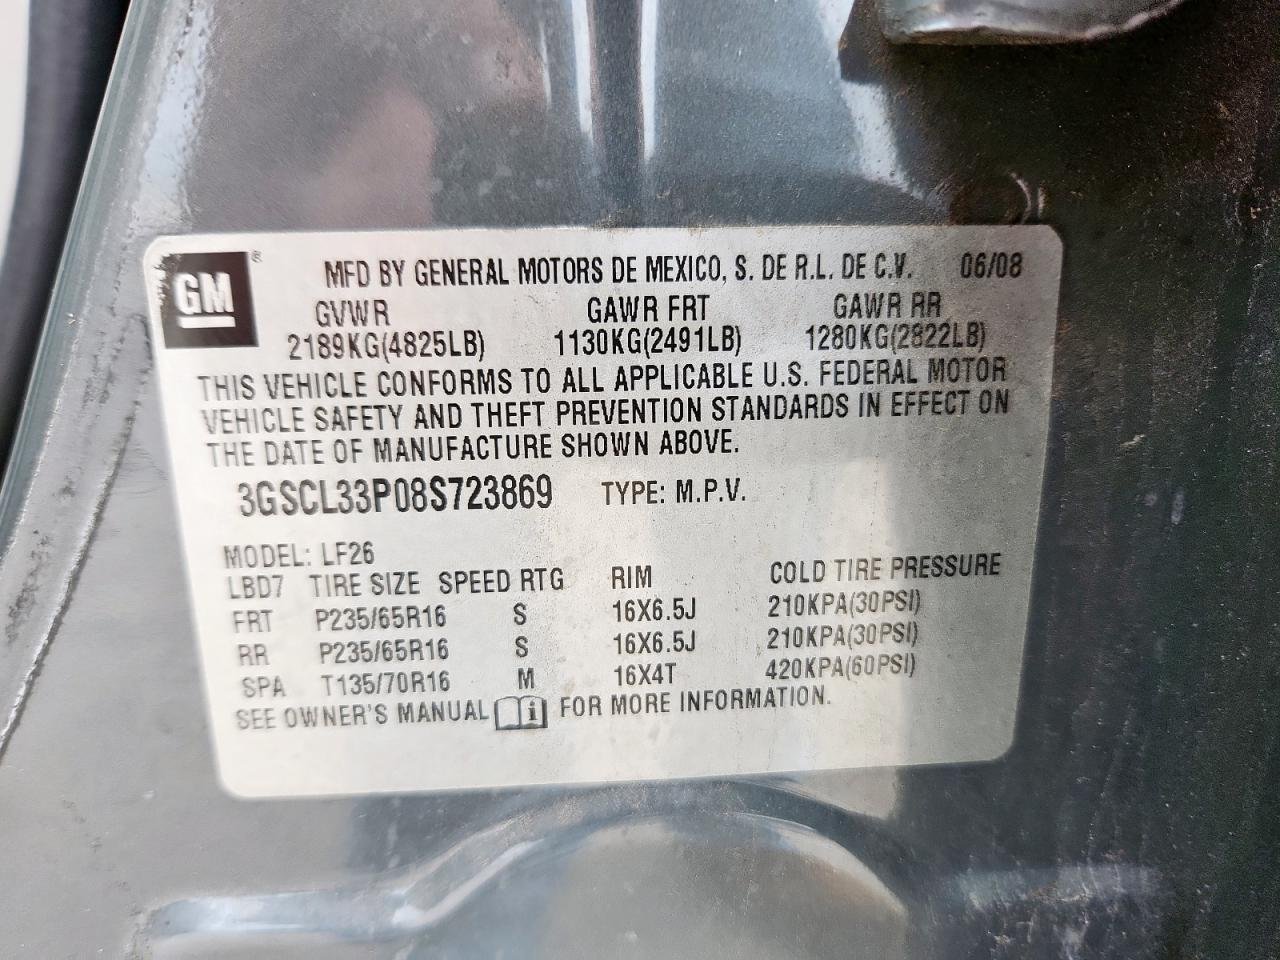 GM ®
MFD BY GENERAL MOTORS DE MEXICO, S. DE R.L. DE C.V. 06/08
GVWR GAWR FRT GAWR RR
2189KG(4825LB) 1130KG(2491LB) 1280KG(2822LB)
THIS VEHICLE CONFORMS TO ALL APPLICABLE U.S. FEDERAL MOTOR
VEHICLE SAFETY AND THEFT PREVENTION STANDARDS IN EFFECT ON
THE DATE OF MANUFACTURE SHOWN ABOVE.
3GSCL33P08S723869 TYPE: M.P.V.
MODEL: LF26
LBD7 TIRE SIZE SPEED RTG RIM COLD TIRE PRESSURE
FRT P235/65R16 S 16X6.5J 210KPA(30PSI)
RR P235/65R16 S 16X6.5J 210KPA(30PSI)
SPA T135/70R16 M 16X4T 420KPA(60PSI)
SEE OWNER'S MANUAL i FOR MORE INFORMATION.